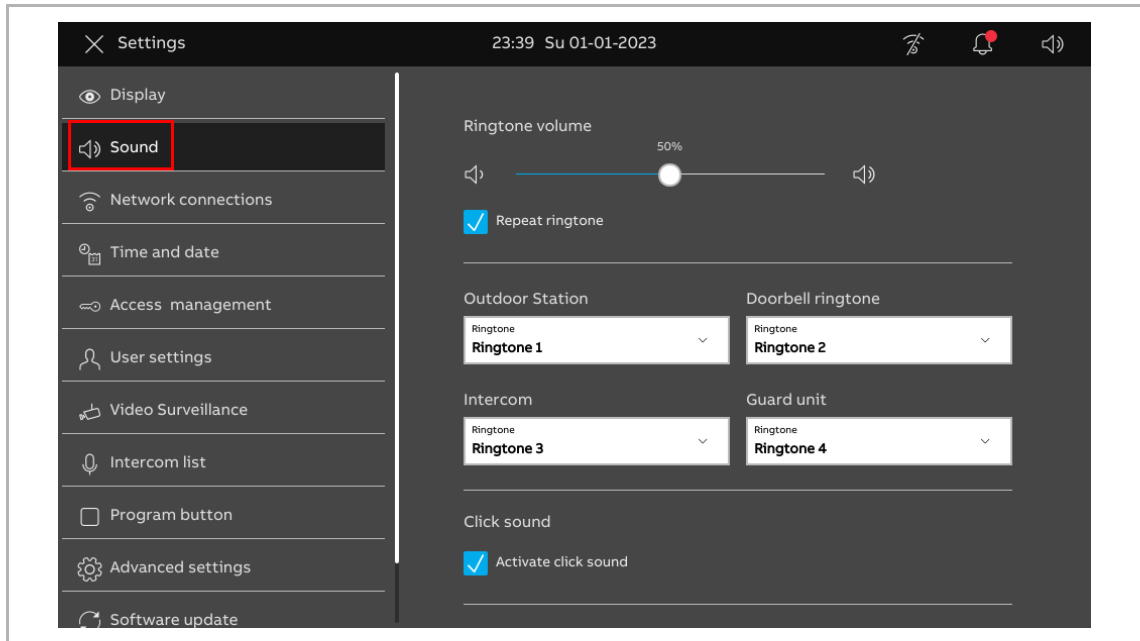 Settings
23:39 Su 01-01-2023
Display
Sound
Network connections
Time and date
Access management
User settings
Video Surveillance
Intercom list
Program button
Advanced settings
Software update
Ringtone volume
50%
Repeat ringtone
Outdoor Station
Ringtone
Ringtone 1
Doorbell ringtone
Ringtone
Ringtone 2
Intercom
Ringtone
Ringtone 3
Guard unit
Ringtone
Ringtone 4
Click sound
Activate click sound